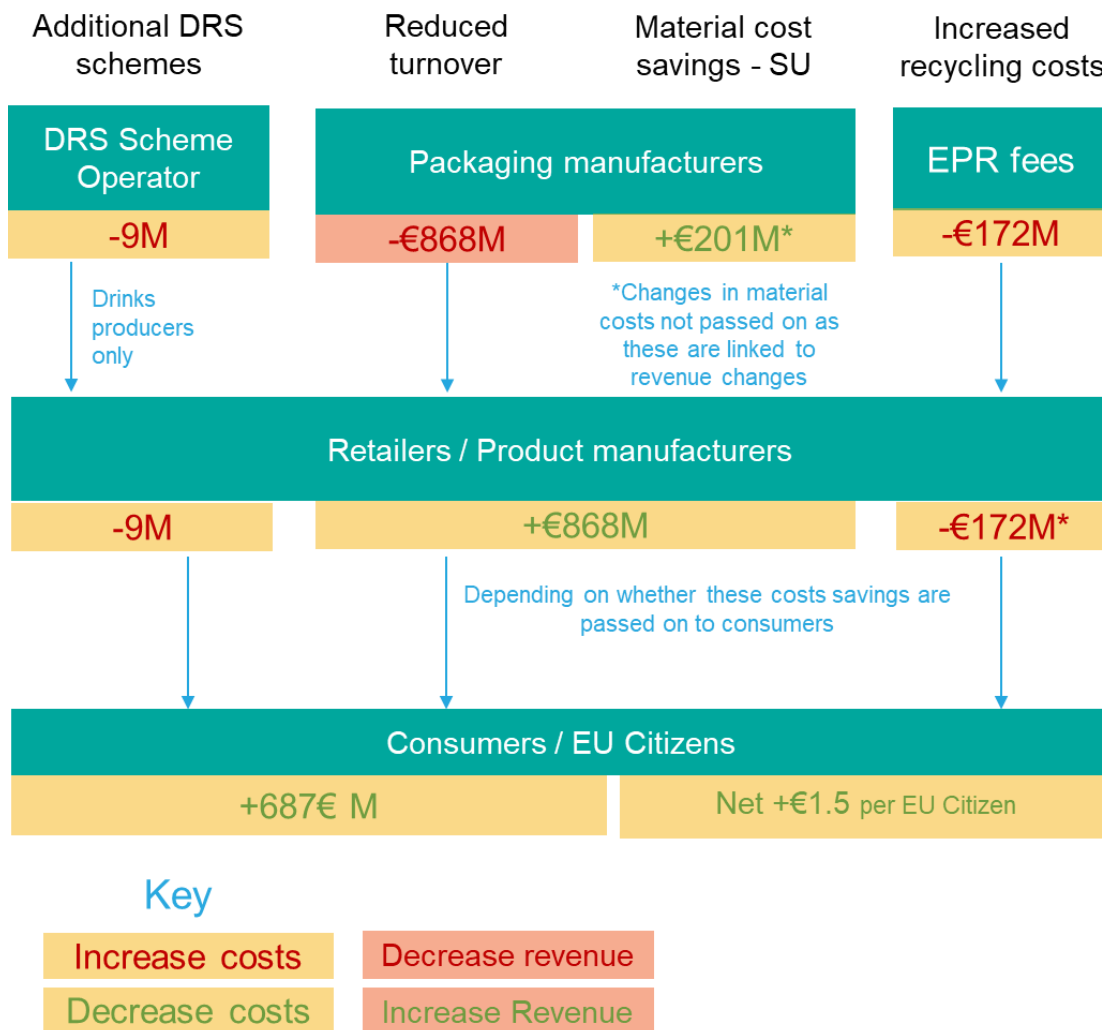 Additional DRS
schemes
Reduced
turnover
Material cost
savings - SU
Increased
recycling costs
DRS Scheme
Operator
Packaging manufacturers
EPR fees
-9M
-€868M
+€201M*
-€172M
Drinks
producers
only
*Changes in material
costs not passed on as
these are linked to
revenue changes
Retailers / Product manufacturers
-9M
+€868M
-€172M*
Depending on whether these costs savings are
passed on to consumers
Consumers / EU Citizens
+687€ M
Net +€1.5 per EU Citizen
Key
Increase costs
Decrease revenue
Decrease costs
Increase Revenue